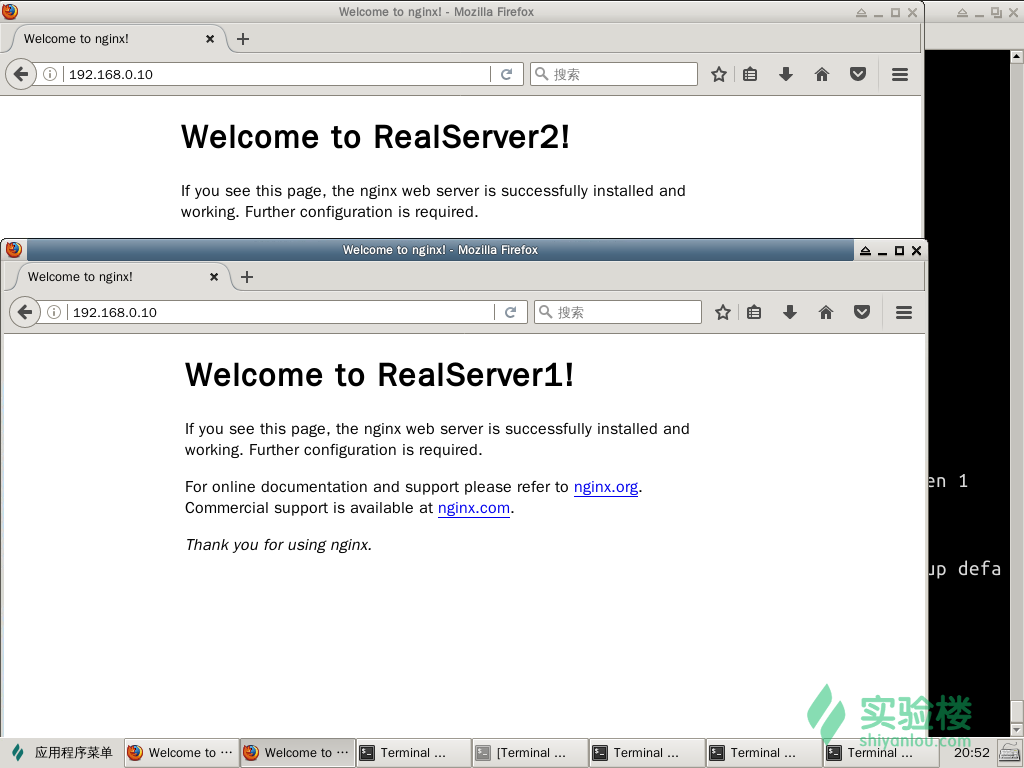 Welcome to nginx! - Mozilla Firefox
Welcome to nginx!
192.168.0.10
搜索
Welcome to RealServer2!
If you see this page, the nginx web server is successfully installed and
working. Further configuration is required.
Welcome to nginx! - Mozilla Firefox
Welcome to nginx!
192.168.0.10
搜索
Welcome to RealServer1!
If you see this page, the nginx web server is successfully installed and
working. Further configuration is required.
For online documentation and support please refer to nginx.org.
Commercial support is available at nginx.com.
Thank you for using nginx.
en 1
up defa
实验楼
shiyanlou.com
应用程序菜单 Welcome to ... Welcome to ... Terminal ... [Terminal ... Terminal ... Terminal ... Terminal ... 20:52